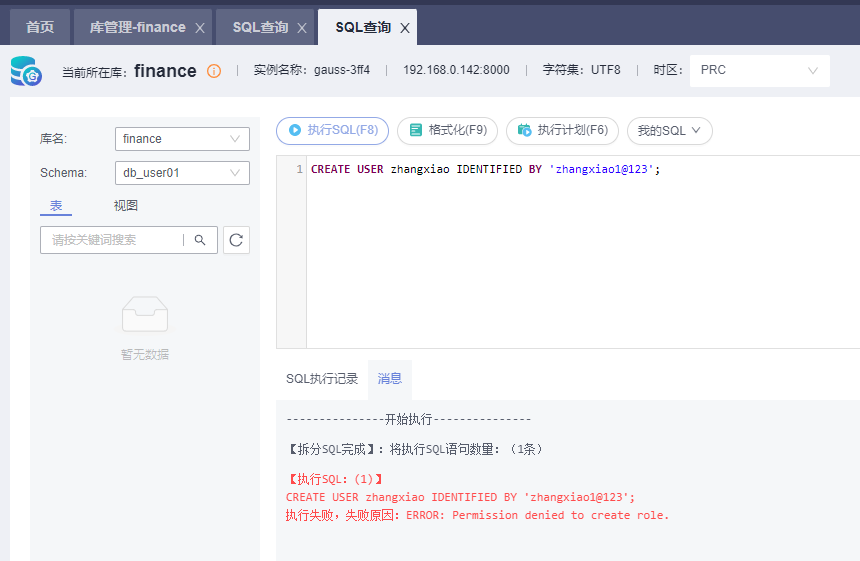 首页 库管理-finance SQL查询 SQL查询
当前所在库: finance 实例名称: gauss-3ff4 192.168.0.142:8000 字符集: UTF8 时区: PRC
库名: finance
Schema: db_user01
表 视图
请按关键词搜索
暂无数据
执行SQL(F8) 格式化(F9) 执行计划(F6) 我的SQL
1 CREATE USER zhangxiao IDENTIFIED BY 'zhangxiao1@123';
SQL执行记录 消息
---------------开始执行---------------
【拆分SQL完成】: 将执行SQL语句数量: (1条)
【执行SQL: (1)】
CREATE USER zhangxiao IDENTIFIED BY 'zhangxiao1@123';
执行失败, 失败原因: ERROR: Permission denied to create role.